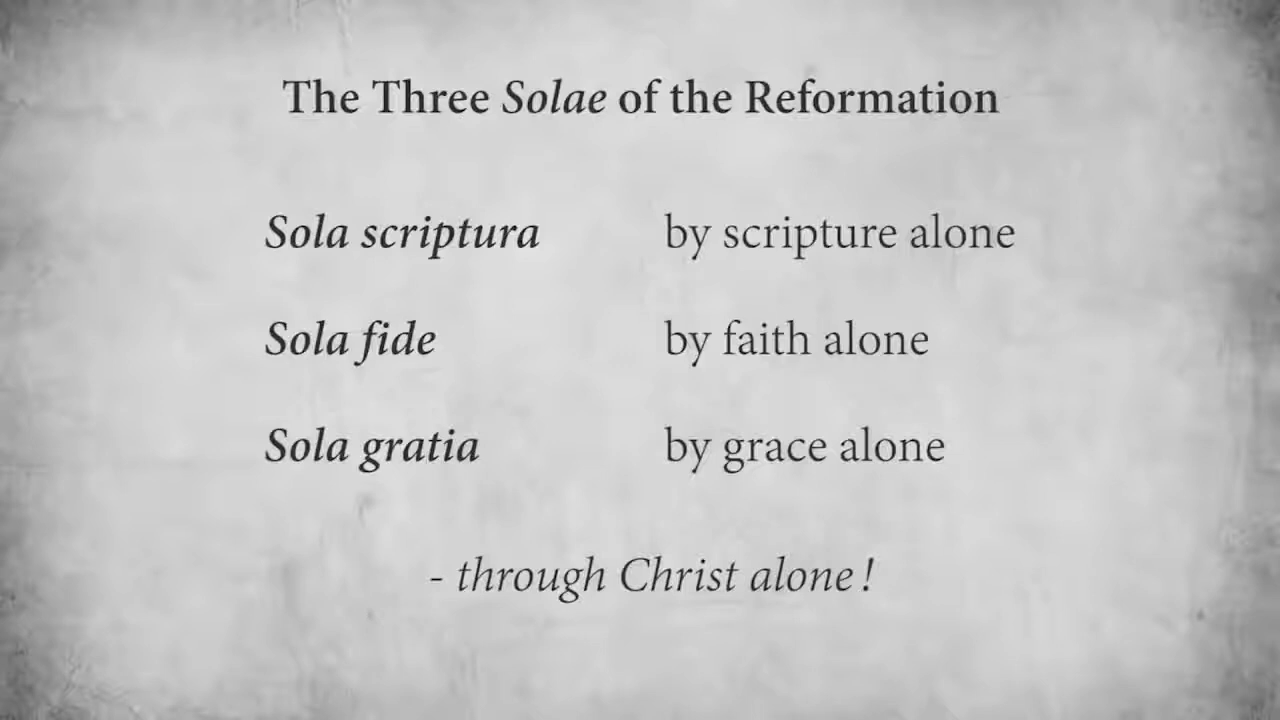 The Three Solae of the Reformation
Sola scriptura by scripture alone
Sola fide by faith alone
Sola gratia by grace alone
- through Christ alone !